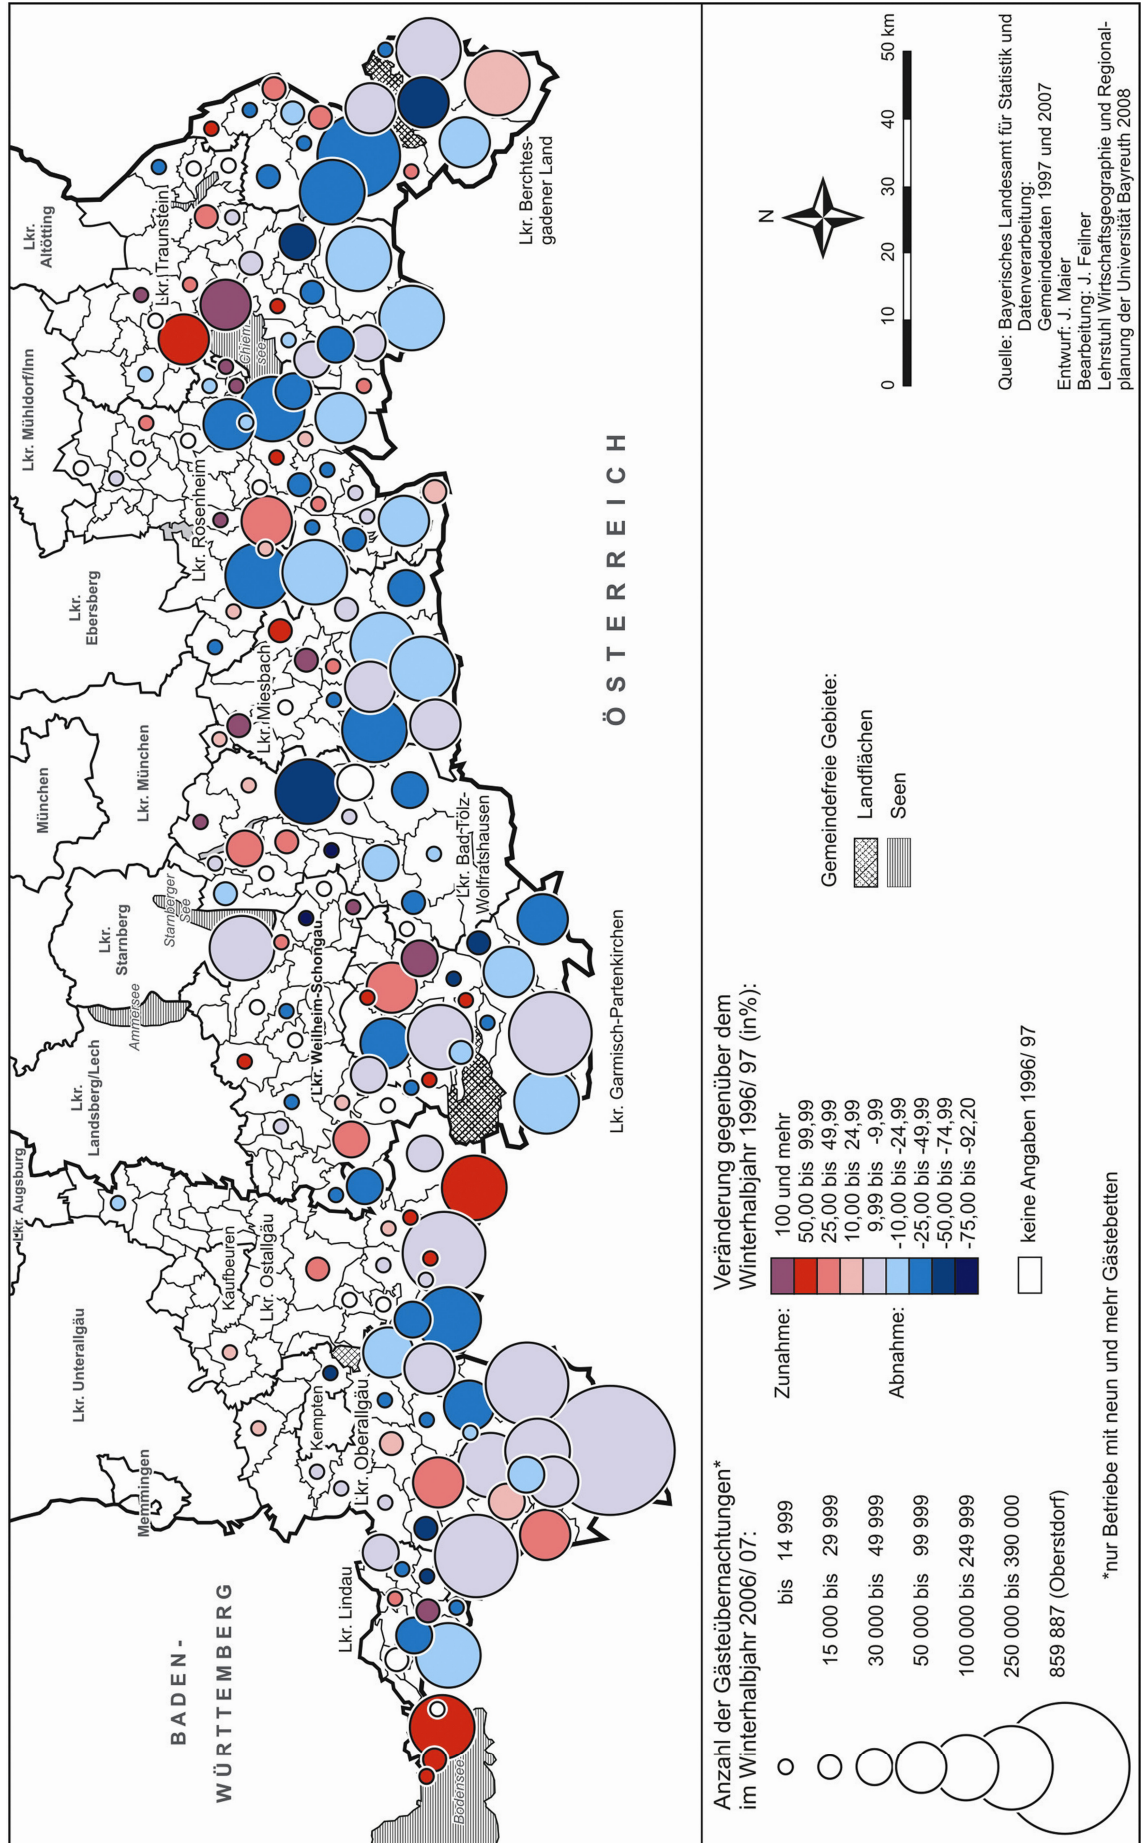 BADEN-
WÜRTTEMBERG
Memmingen
Lkr. Unterallgäu
Lkr. Augsburg
Lkr.
Landsberg/Lech
Ammersee
Lkr.
Starnberg
Starnberger
See
München
Lkr. München
Lkr.
Ebersberg
Lkr. Mühldorf/Inn
Lkr.
Altötting
Lkr. Traunstein
Chiem-
see
Lkr. Rosenheim
Lkr. Miesbach
Kaufbeuren
Lkr. Ostallgäu
Kempten
Lkr. Oberallgäu
Lkr. Lindau
Bodensee
Lkr. Weilheim-Schongau
Lkr. Bad-Tölz-
Wolfratshausen
Lkr. Garmisch-Partenkirchen
Lkr. Berchtes-
gadener Land
ÖSTERREICH
Anzahl der Gästeübernachtungen*
im Winterhalbjahr 2006/ 07:
bis 14 999
15 000 bis 29 999
30 000 bis 49 999
50 000 bis 99 999
100 000 bis 249 999
250 000 bis 390 000
859 887 (Oberstdorf)
*nur Betriebe mit neun und mehr Gästebetten
Veränderung gegenüber dem
Winterhalbjahr 1996/ 97 (in%):
Zunahme:
100 und mehr
50,00 bis 99,99
25,00 bis 49,99
10,00 bis 24,99
9,99 bis -9,99
Abnahme:
-10,00 bis -24,99
-25,00 bis -49,99
-50,00 bis -74,99
-75,00 bis -92,20
keine Angaben 1996/ 97
Gemeindefreie Gebiete:
Landflächen
Seen
N
0 10 20 30 40 50 km
Quelle: Bayerisches Landesamt für Statistik und
Datenverarbeitung:
Gemeindedaten 1997 und 2007
Entwurf: J. Maier
Bearbeitung: J. Feilner
Lehrstuhl Wirtschaftsgeographie und Regional-
planung der Universität Bayreuth 2008